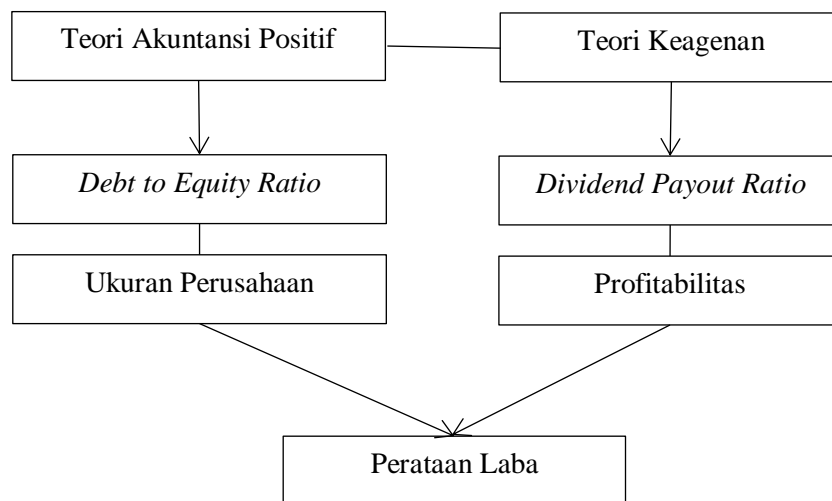 Teori Akuntansi Positif
Teori Keagenan
Debt to Equity Ratio
Dividend Payout Ratio
Ukuran Perusahaan
Profitabilitas
Perataan Laba